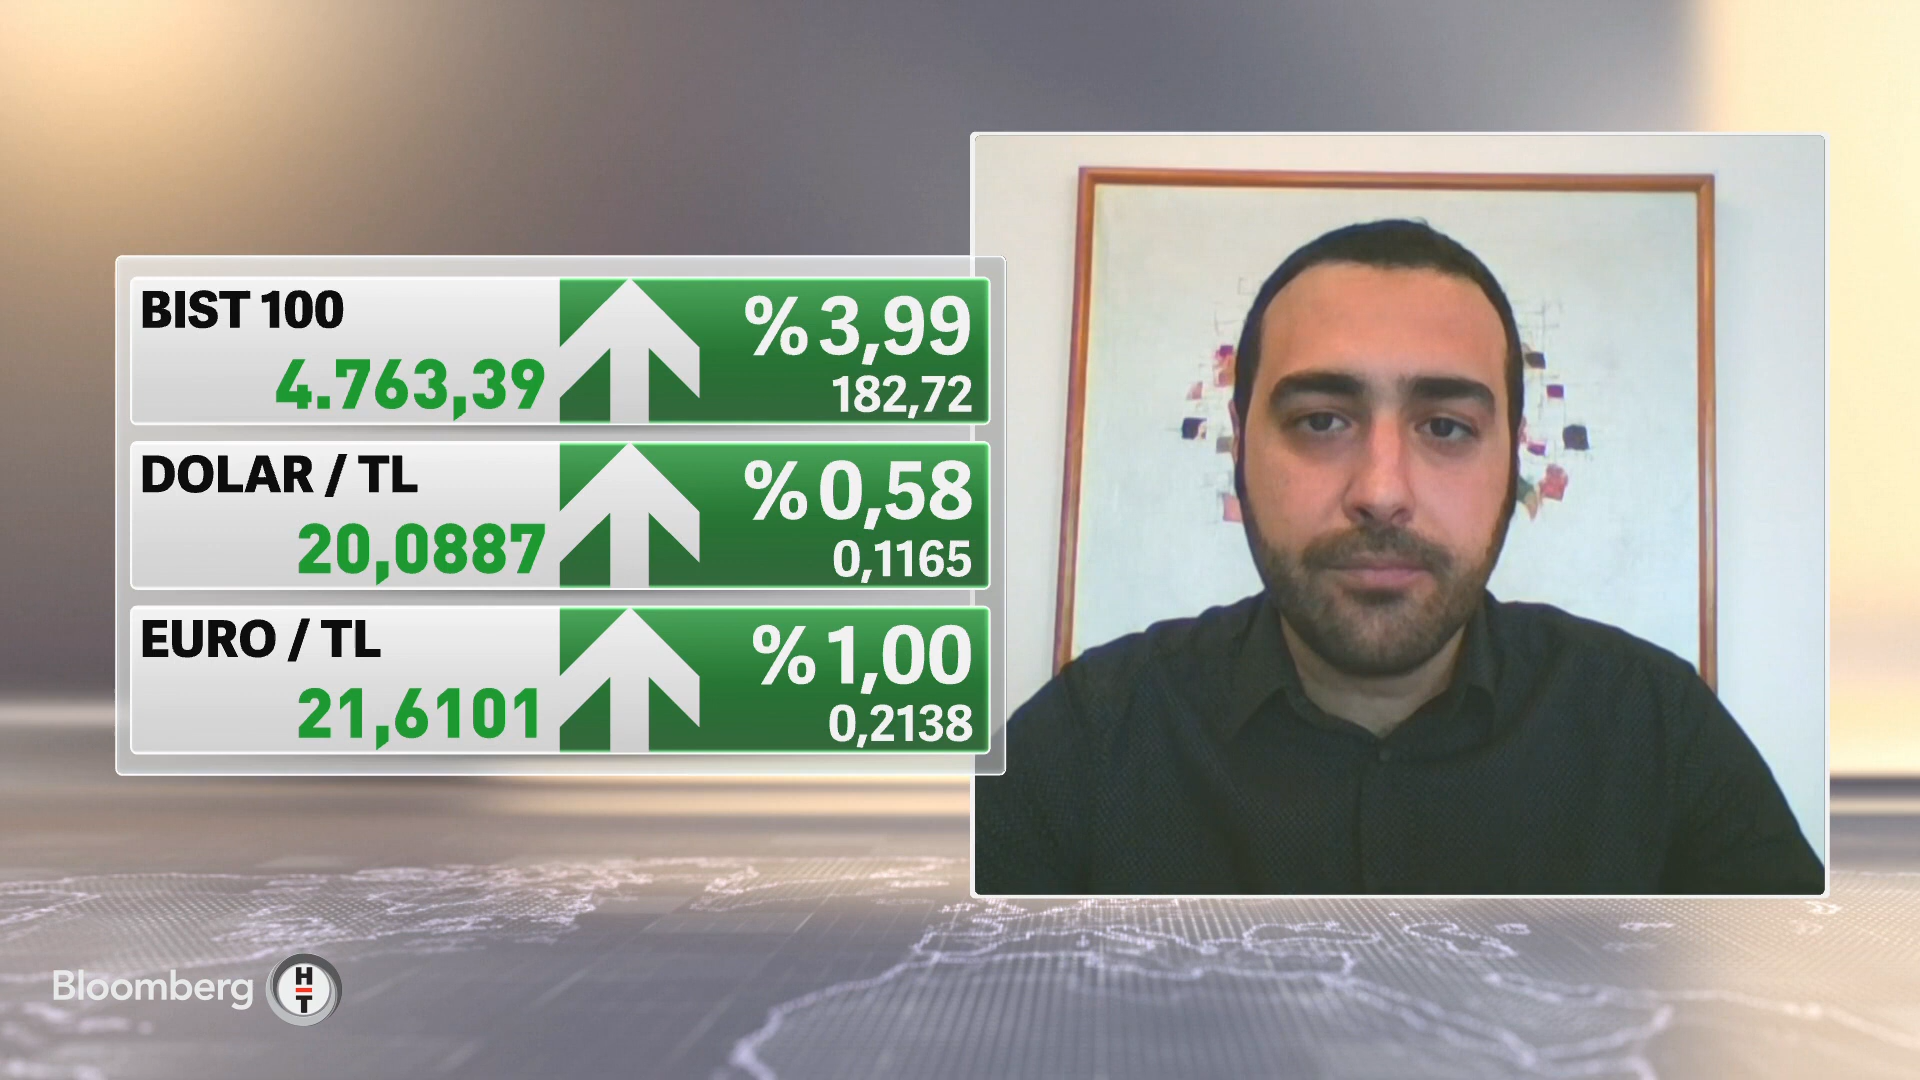 BIST 100
4.763,39
%3,99
182,72
DOLAR / TL
20,0887
%0,58
0,1165
EURO / TL
21,6101
%1,00
0,2138
Bloomberg HT